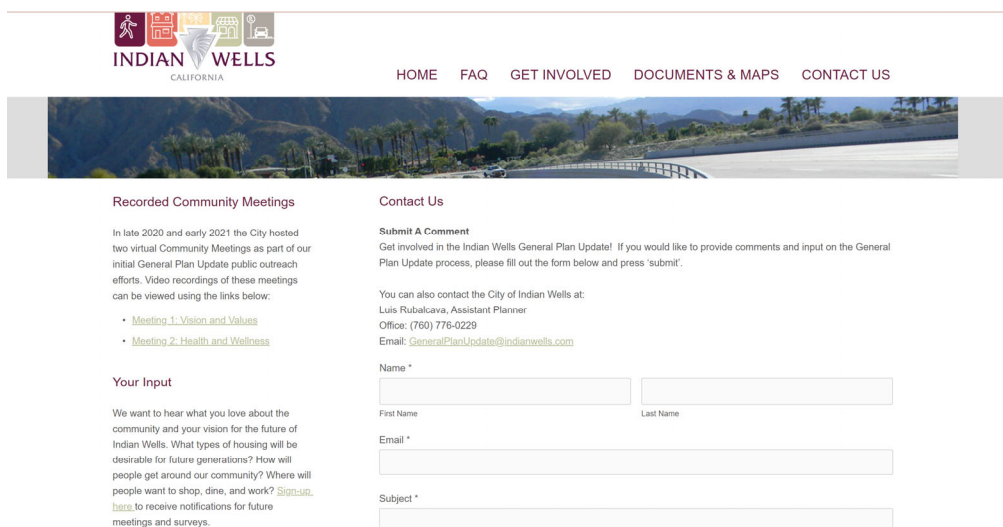 INDIAN WELLS
CALIFORNIA
HOME FAQ GET INVOLVED DOCUMENTS & MAPS CONTACT US
Recorded Community Meetings
In late 2020 and early 2021 the City hosted
two virtual Community Meetings as part of our
initial General Plan Update public outreach
efforts. Video recordings of these meetings
can be viewed using the links below:
• Meeting 1: Vision and Values
• Meeting 2: Health and Wellness
Your Input
We want to hear what you love about the
community and your vision for the future of
Indian Wells. What types of housing will be
desirable for future generations? How will
people get around our community? Where will
people want to shop, dine, and work? Sign-up
here to receive notifications for future
meetings and surveys.
Contact Us
Submit A Comment
Get involved in the Indian Wells General Plan Update! If you would like to provide comments and input on the General
Plan Update process, please fill out the form below and press ‘submit’.
You can also contact the City of Indian Wells at:
Luis Rubalcava, Assistant Planner
Office: (760) 776-0229
Email: GeneralPlanUpdate@indianwells.com
Name *
First Name Last Name
Email *
Subject *